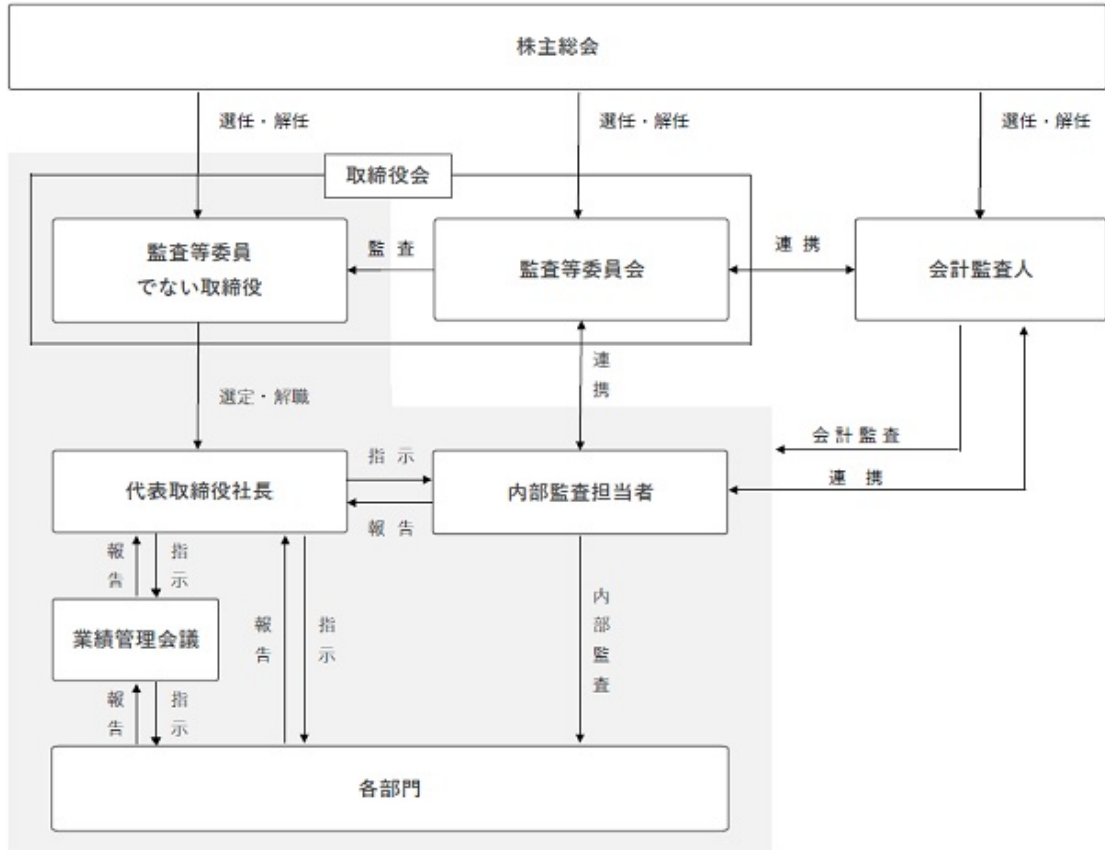 株主総会
選任・解任
選任・解任
選任・解任
取締役会
監査等委員
でない取締役
監査
監査等委員会
連携
会計監査人
選定・解職
連携
会計監査
代表取締役社長
指示
報告
内部監査担当者
連携
報告
指示
業績管理会議
報告
指示
報告
指示
内部監査
各部門